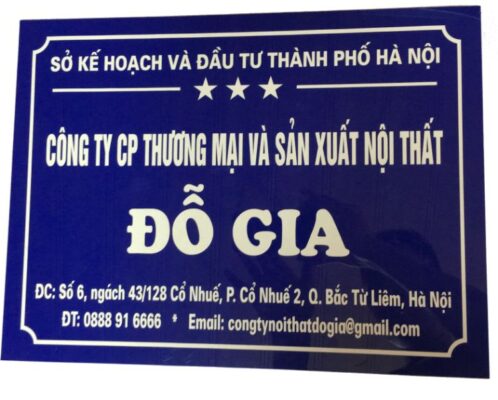 SỞ KẾ HOẠCH VÀ ĐẦU TƯ THÀNH PHỐ HÀ NỘI
CÔNG TY CP THƯƠNG MẠI VÀ SẢN XUẤT NỘI THẤT
ĐỖ GIA
ĐC: Số 6, ngách 43/128 Cổ Nhuế, P. Cổ Nhuế 2, Q. Bắc Từ Liêm, Hà Nội
ĐT: 0888 91 6666 * Email: congtynoithatdogia@gmail.com